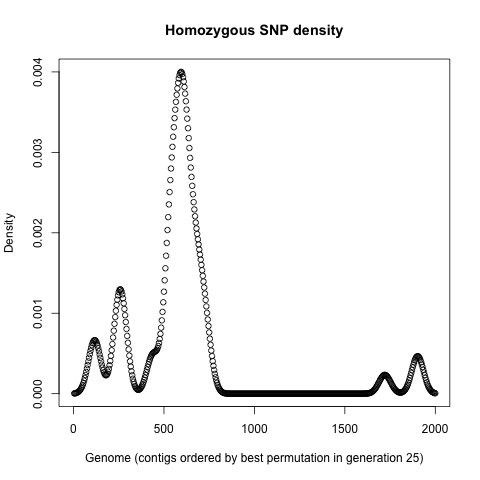 Homozygous SNP density
Density
0.004
0.003
0.002
0.001
0.000
0 500 1000 1500 2000
Genome (contigs ordered by best permutation in generation 25)